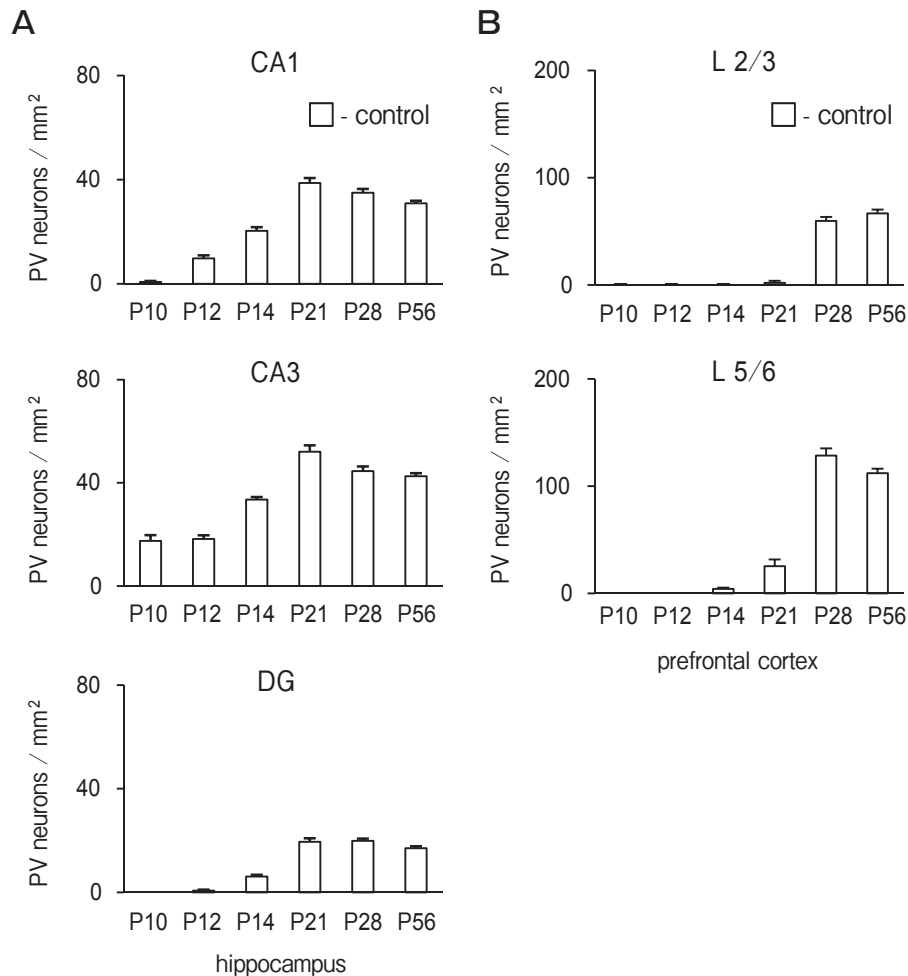 A
CA1
PV neurons / mm²
80
40
0
- control
P10 P12 P14 P21 P28 P56
CA3
PV neurons / mm²
80
40
0
P10 P12 P14 P21 P28 P56
DG
PV neurons / mm²
80
40
0
P10 P12 P14 P21 P28 P56
hippocampus
B
L 2/3
PV neurons / mm²
200
100
0
- control
P10 P12 P14 P21 P28 P56
L 5/6
PV neurons / mm²
200
100
0
P10 P12 P14 P21 P28 P56
prefrontal cortex